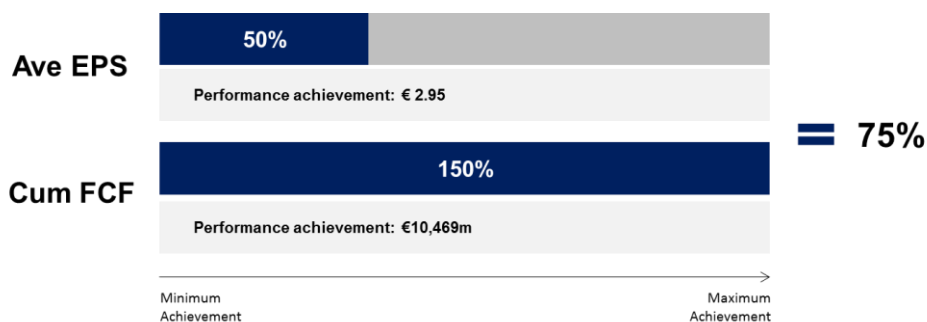 50%
Ave EPS
Performance achievement: € 2.95
= 75%
150%
Cum FCF
Performance achievement: €10,469m
Minimum
Achievement
Maximum
Achievement